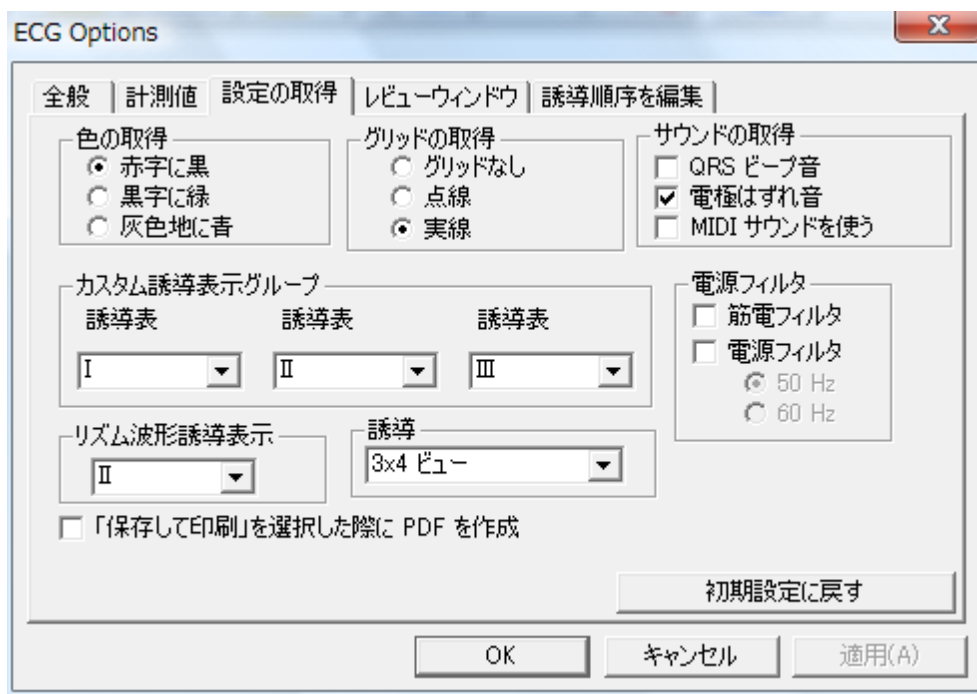 ECG Options
全般 計測値 設定の取得 レビューウィンドウ 誘導順序を編集
色の取得
赤字に黒
黒字に緑
灰色地に青
グリッドの取得
グリッドなし
点線
実線
サウンドの取得
QRS ビープ音
電極はずれ音
MIDI サウンドを使う
カスタム誘導表示グループ
誘導表 誘導表 誘導表
I II III
電源フィルタ
筋電フィルタ
電源フィルタ
50 Hz
60 Hz
リズム波形誘導表示
II
誘導
3x4 ビュー
「保存して印刷」を選択した際に PDF を作成
初期設定に戻す
OK キャンセル 適用(A)